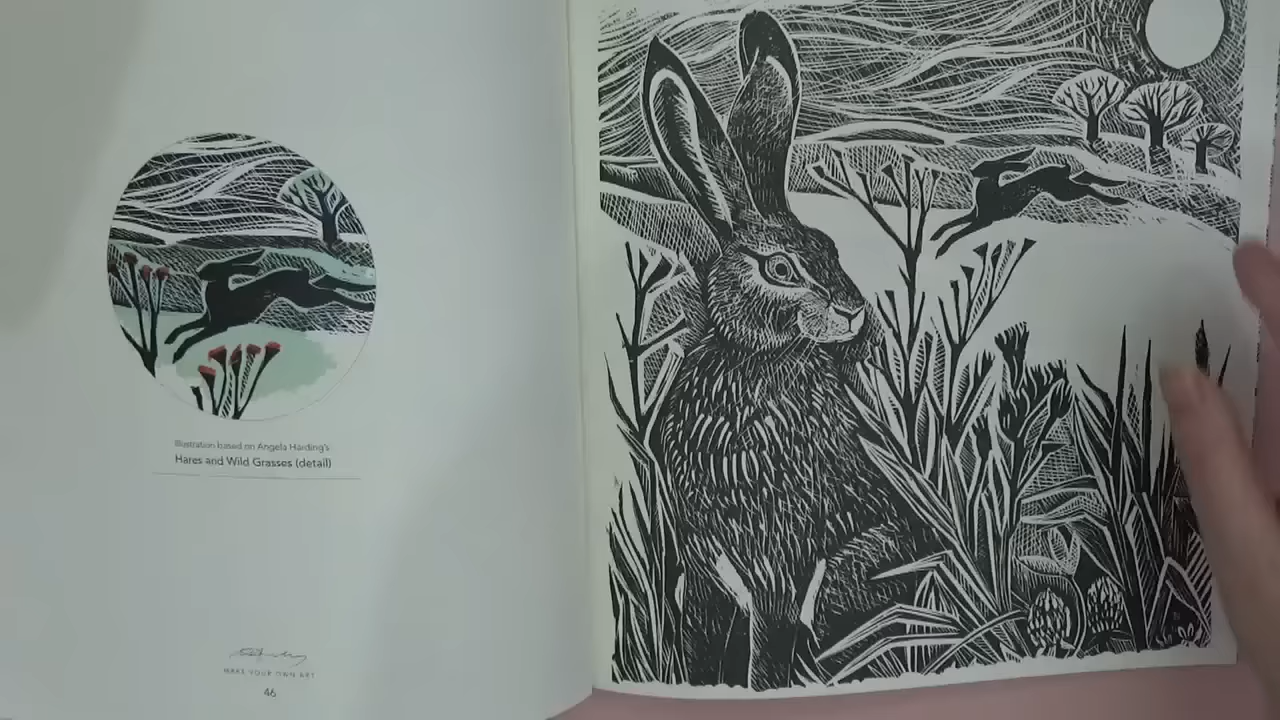 Illustration based on Angela Harding's
Hares and Wild Grasses (detail)
MAKE YOUR OWN ART
46